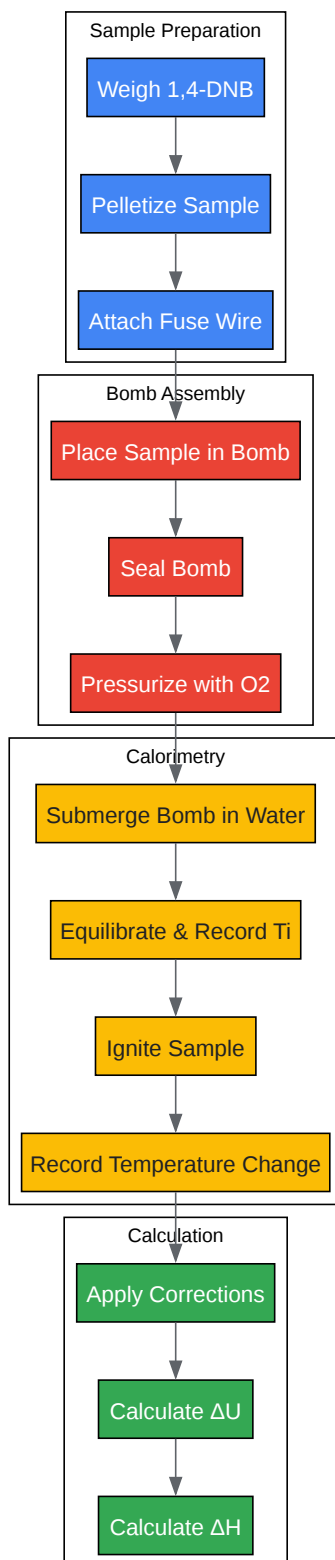 Sample Preparation
Weigh 1,4-DNB
Pelletize Sample
Attach Fuse Wire
Bomb Assembly
Place Sample in Bomb
Seal Bomb
Pressurize with O2
Calorimetry
Submerge Bomb in Water
Equilibrate & Record Ti
Ignite Sample
Record Temperature Change
Calculation
Apply Corrections
Calculate ΔU
Calculate ΔH